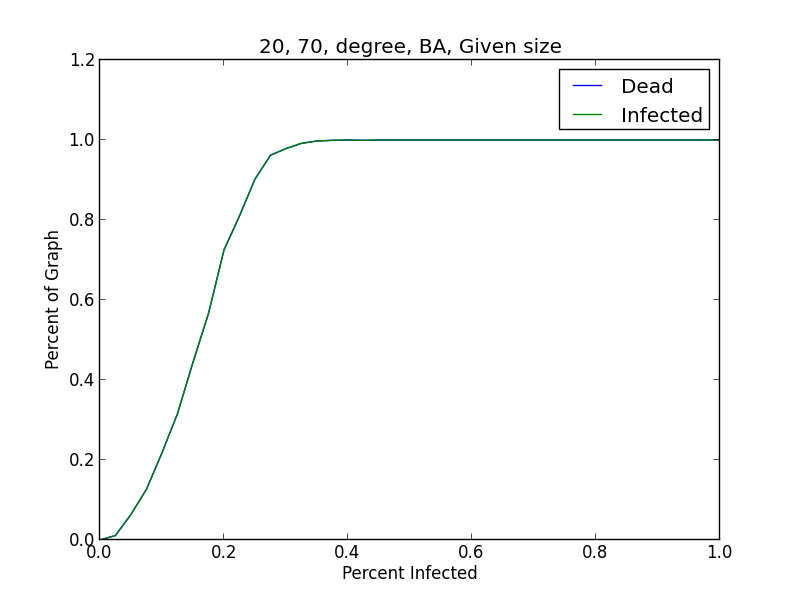 20, 70, degree, BA, Given size
Dead
Infected
1.2
1.0
0.8
0.6
0.4
0.2
0.0
Percent of Graph
0.0 0.2 0.4 0.6 0.8 1.0
Percent Infected